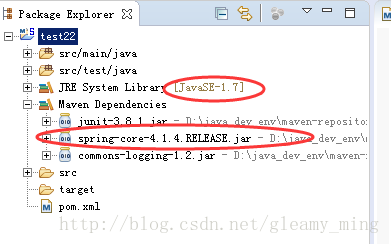 Package Explorer
test22
src/main/java
src/test/java
JRE System Library [JavaSE-1.7]
Maven Dependencies
junit-3.8.1.jar - D:\java_dev_env\maven-reposito
spring-core-4.1.4.RELEASE.jar - D:\java_dev_en
commons-logging-1.2.jar - D:\java_dev_env\mave
src
target
pom.xml
http://blog.csdn.net/gleamy_ming